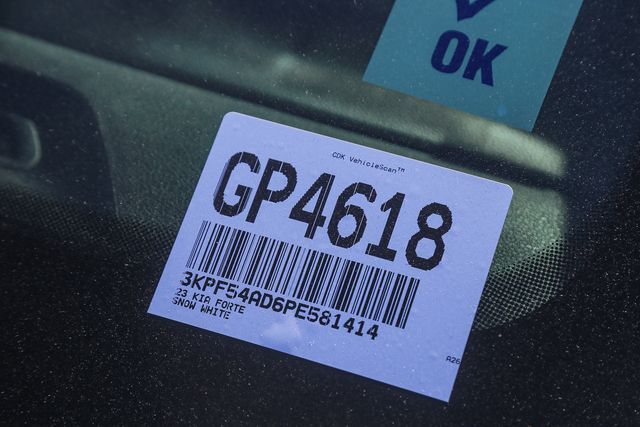 OK
CDK VehicleScan™
GP4618
3KPF54AD6PE581414
23 KIA FORTE
SNOW WHITE
A26